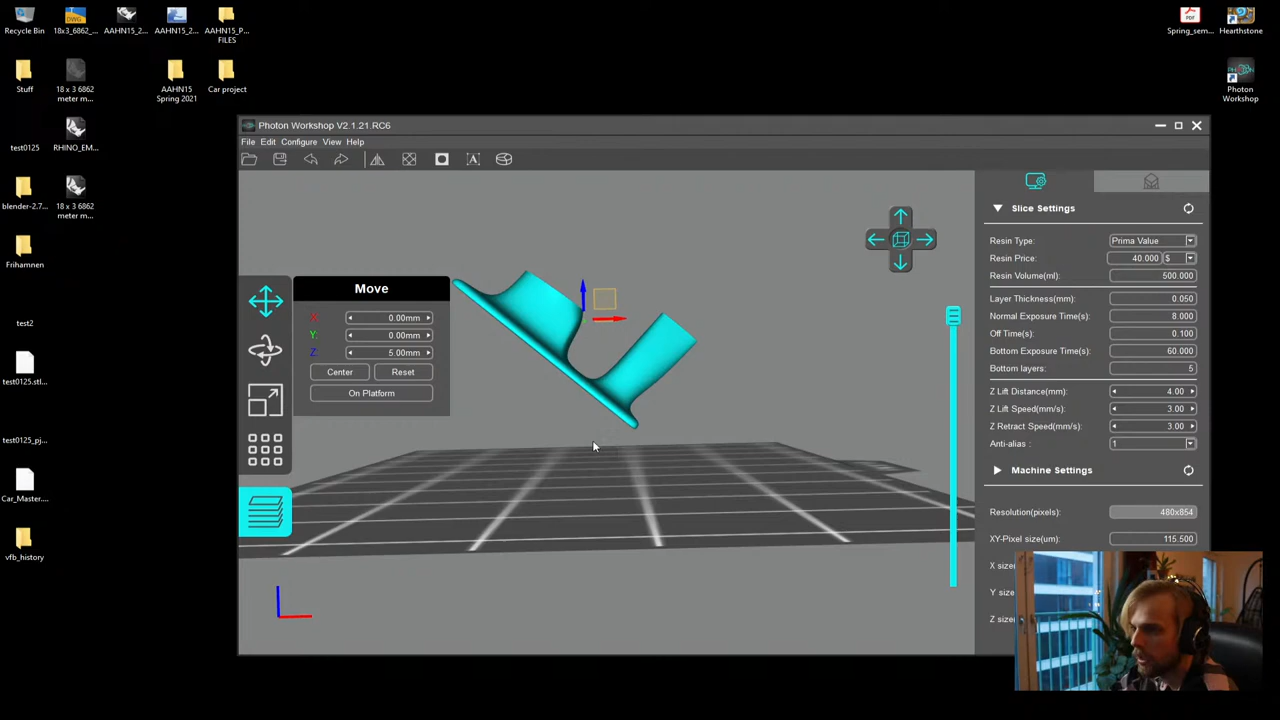 Recycle Bin
18x3_6862_...
AAHN15_2...
AAHN15_2...
AAHN15_P...
FILES
Spring_sem...
Hearthstone
Stuff
18 x 3 6862
meter m...
AAHN15
Spring 2021
Car project
Photon
Workshop
test0125
RHINO_EM...
blender-2.7...
18 x 3 6862
meter m...
Frihamnen
test2
test0125.stl...
test0125_pj...
Car_Master....
vfb_history
Photon Workshop V2.1.21.RC6
File Edit Configure View Help
Move
X: 0.00mm
Y: 0.00mm
Z: 5.00mm
Center Reset
On Platform
Slice Settings
Resin Type: Prima Value
Resin Price: 40.000 $
Resin Volume(ml): 500.000
Layer Thickness(mm): 0.050
Normal Exposure Time(s): 8.000
Off Time(s): 0.100
Bottom Exposure Time(s): 60.000
Bottom layers: 5
Z Lift Distance(mm): 4.00
Z Lift Speed(mm/s): 3.00
Z Retract Speed(mm/s): 3.00
Anti-alias: 1
Machine Settings
Resolution(pixels): 480x854
XY-Pixel size(um): 115.500
X size
Y size
Z size